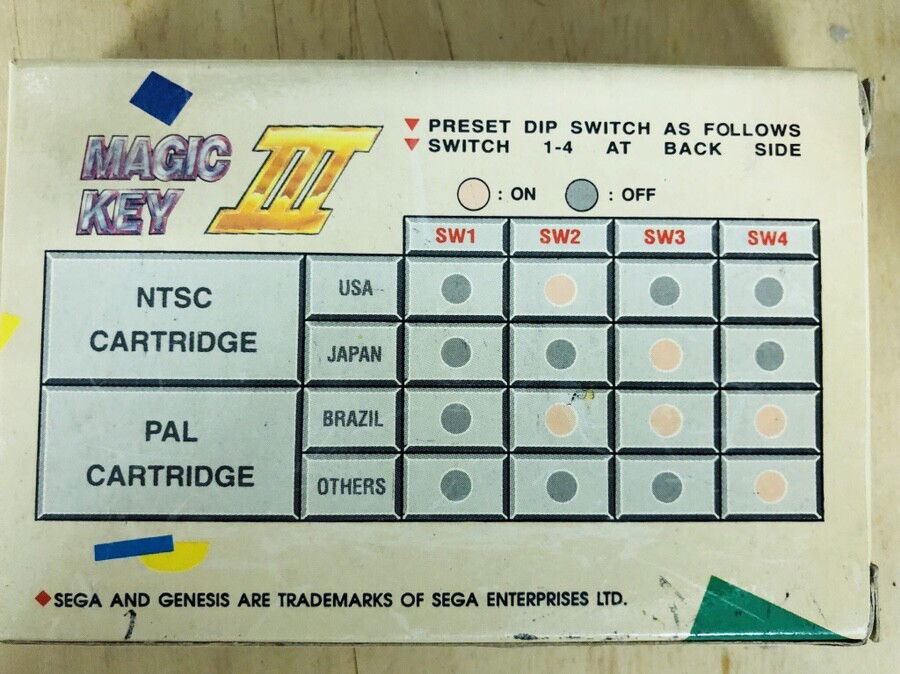 MAGIC KEY III
▼ PRESET DIP SWITCH AS FOLLOWS
▼ SWITCH 1-4 AT BACK SIDE
: ON : OFF
SW1 SW2 SW3 SW4
NTSC CARTRIDGE
USA
JAPAN
PAL CARTRIDGE
BRAZIL
OTHERS
◆SEGA AND GENESIS ARE TRADEMARKS OF SEGA ENTERPRISES LTD.